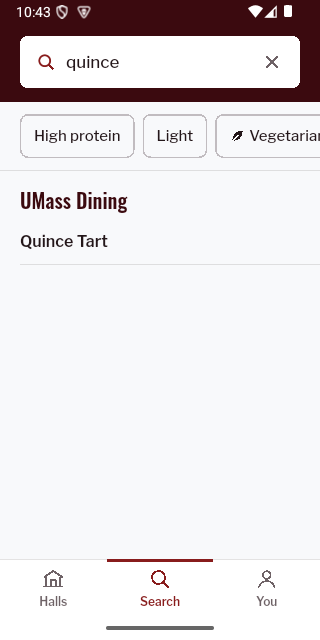 10:43
quince
High protein
Light
Vegetarian
UMass Dining
Quince Tart
Halls
Search
You